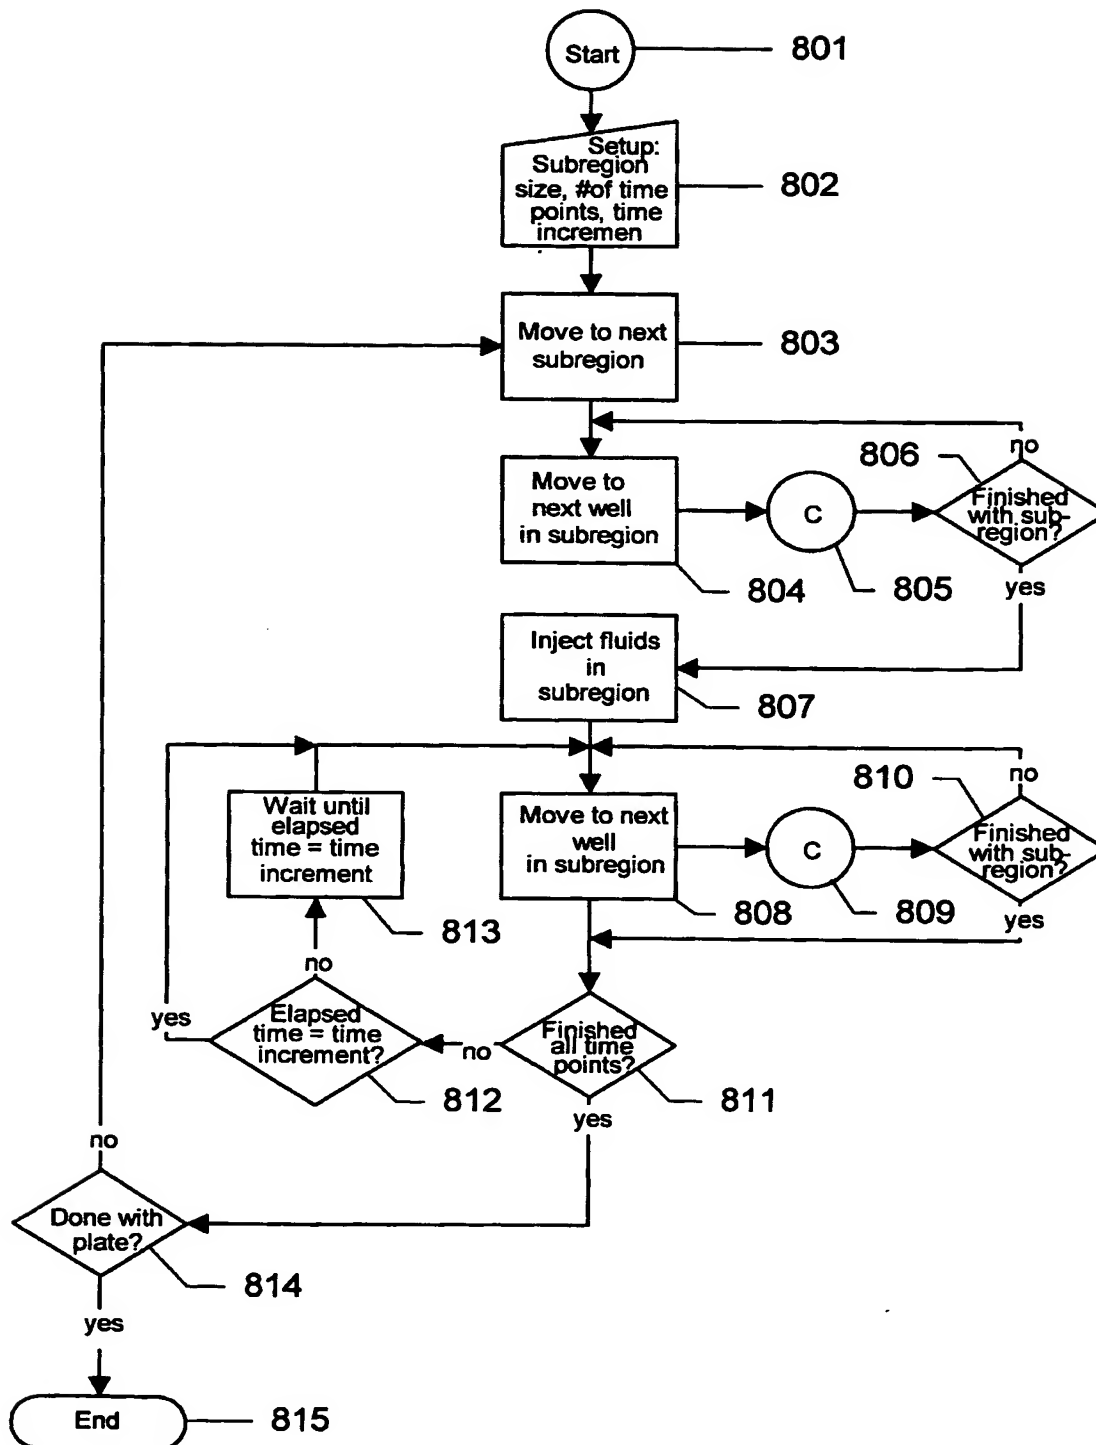 Start
801
Setup:
Subregion
size, #of time
points, time
incremen
802
Move to next
subregion
803
no
806
Finished
with sub-
region?
Move to
next well
in subregion
C
804
805
yes
Inject fluids
in
subregion
807
810
no
Wait until
elapsed
time = time
increment
Move to next
well
in subregion
C
Finished
with sub-
region?
813
808
809
yes
no
yes
Elapsed
time = time
increment?
no
Finished
all time
points?
812
811
yes
no
Done with
plate?
814
yes
End
815